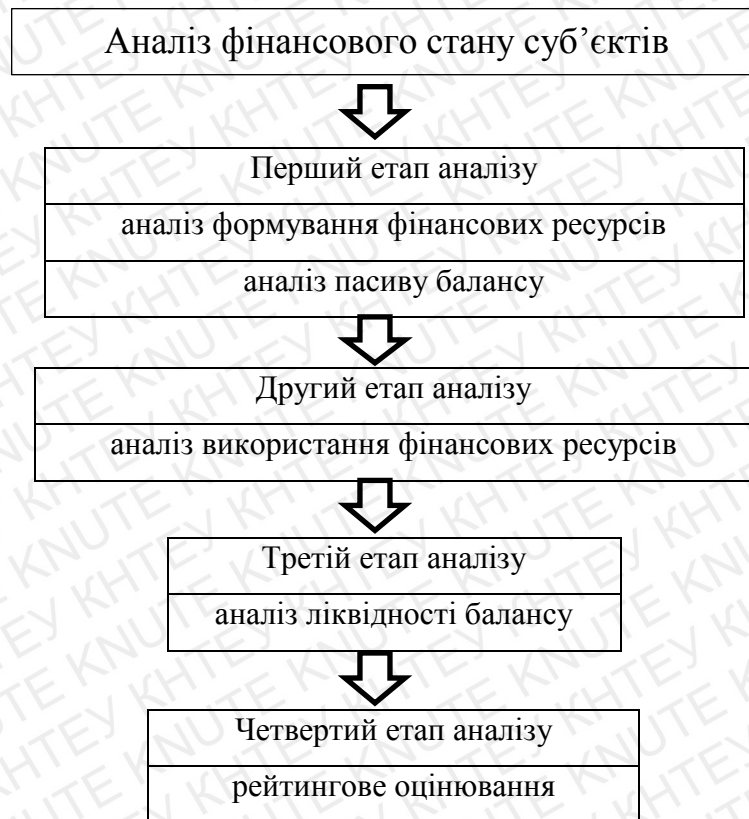 Аналіз фінансового стану суб’єктів
Перший етап аналізу
аналіз формування фінансових ресурсів
аналіз пасиву балансу
Другий етап аналізу
аналіз використання фінансових ресурсів
Третій етап аналізу
аналіз ліквідності балансу
Четвертий етап аналізу
рейтингове оцінювання